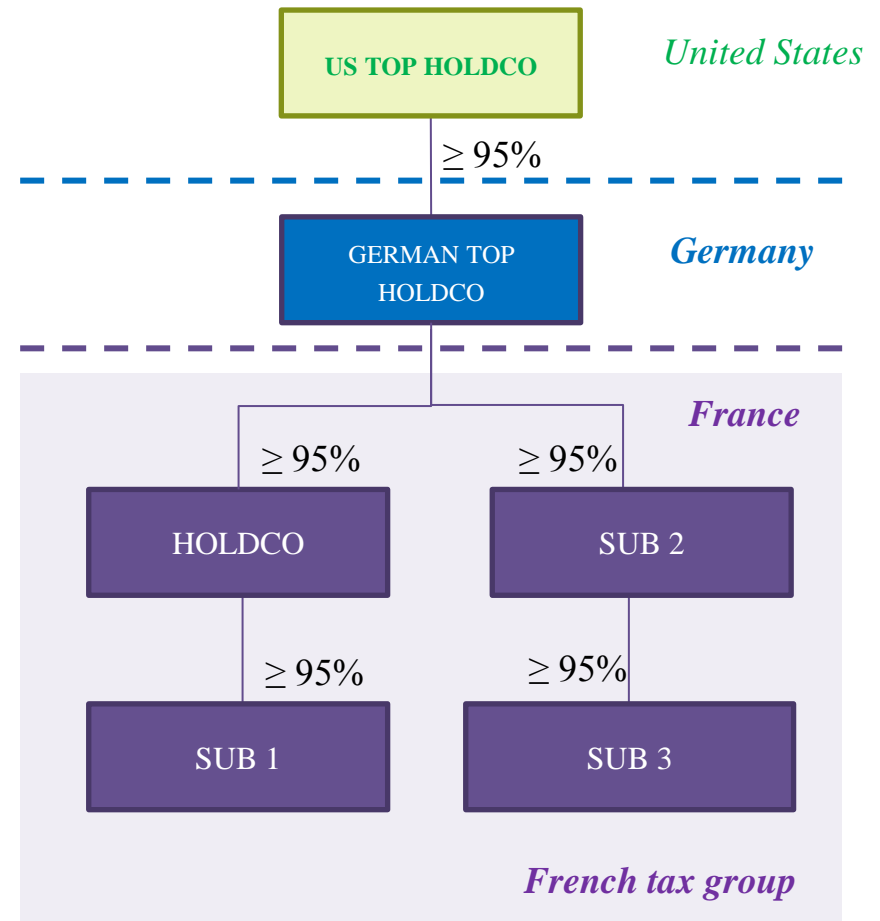 US TOP HOLDCO
United States
≥ 95%
GERMAN TOP
HOLDCO
Germany
France
≥ 95%
≥ 95%
HOLDCO
SUB 2
≥ 95%
≥ 95%
SUB 1
SUB 3
French tax group